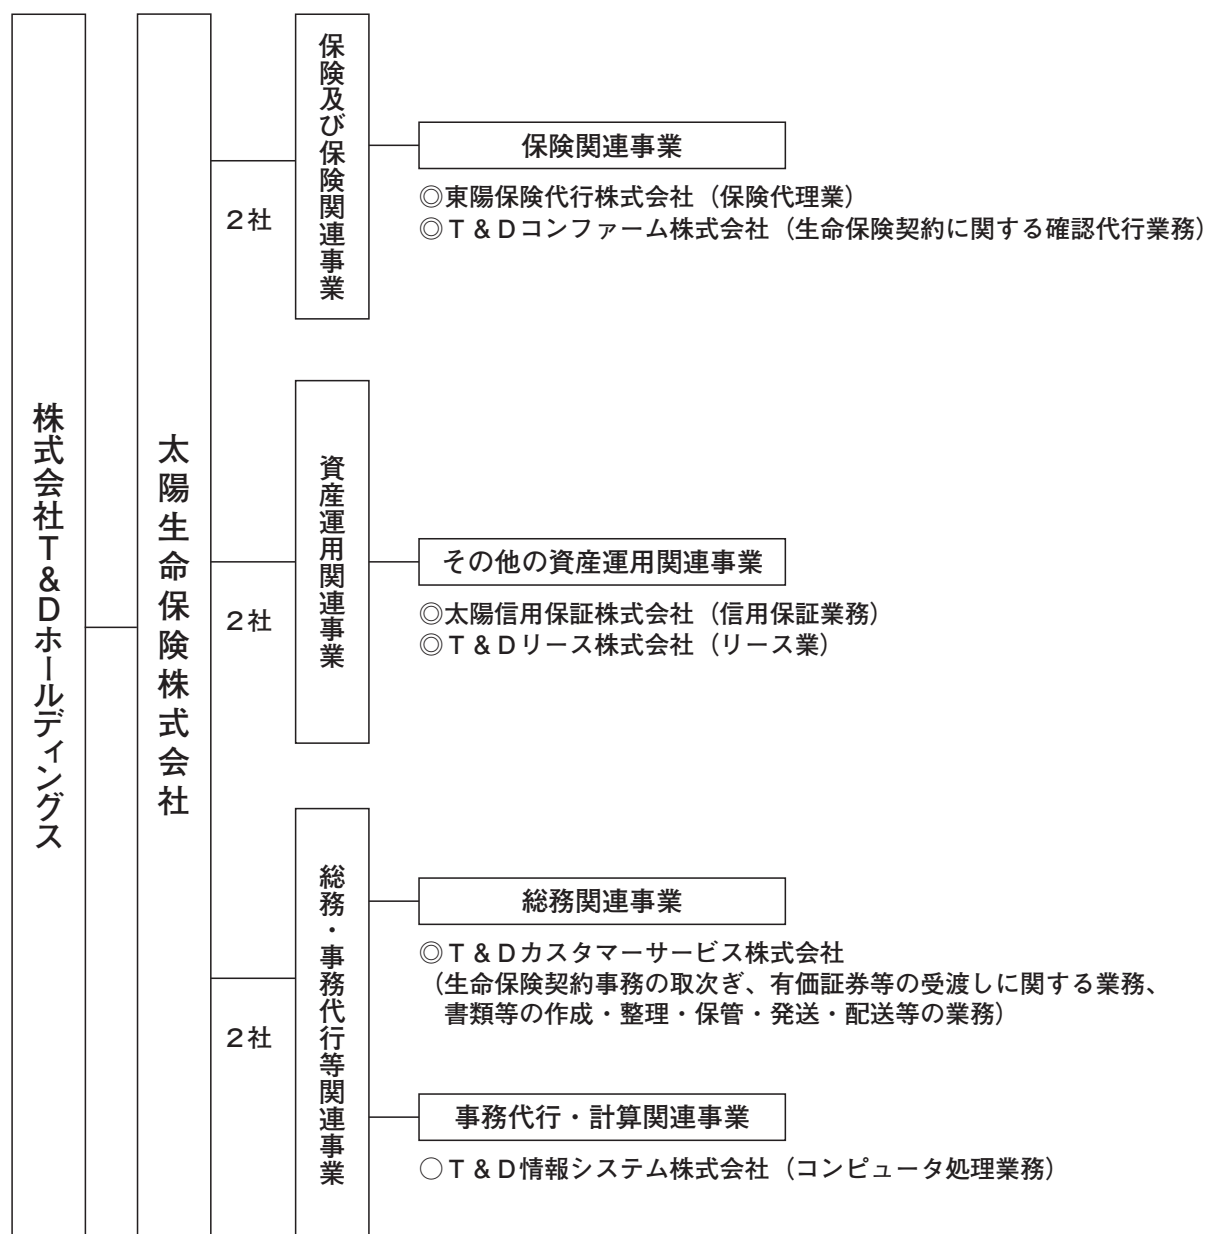 株式会社Ｔ＆Ｄホールディングス
太陽生命保険株式会社
2社
保険及び保険関連事業
保険関連事業
◎東陽保険代行株式会社（保険代理業）
◎Ｔ＆Ｄコンファーム株式会社（生命保険契約に関する確認代行業務）
2社
資産運用関連事業
その他の資産運用関連事業
◎太陽信用保証株式会社（信用保証業務）
◎Ｔ＆Ｄリース株式会社（リース業）
2社
総務・事務代行等関連事業
総務関連事業
◎Ｔ＆Ｄカスタマーサービス株式会社
（生命保険契約事務の取次ぎ、有価証券等の受渡しに関する業務、
書類等の作成・整理・保管・発送・配送等の業務）
事務代行・計算関連事業
○Ｔ＆Ｄ情報システム株式会社（コンピュータ処理業務）